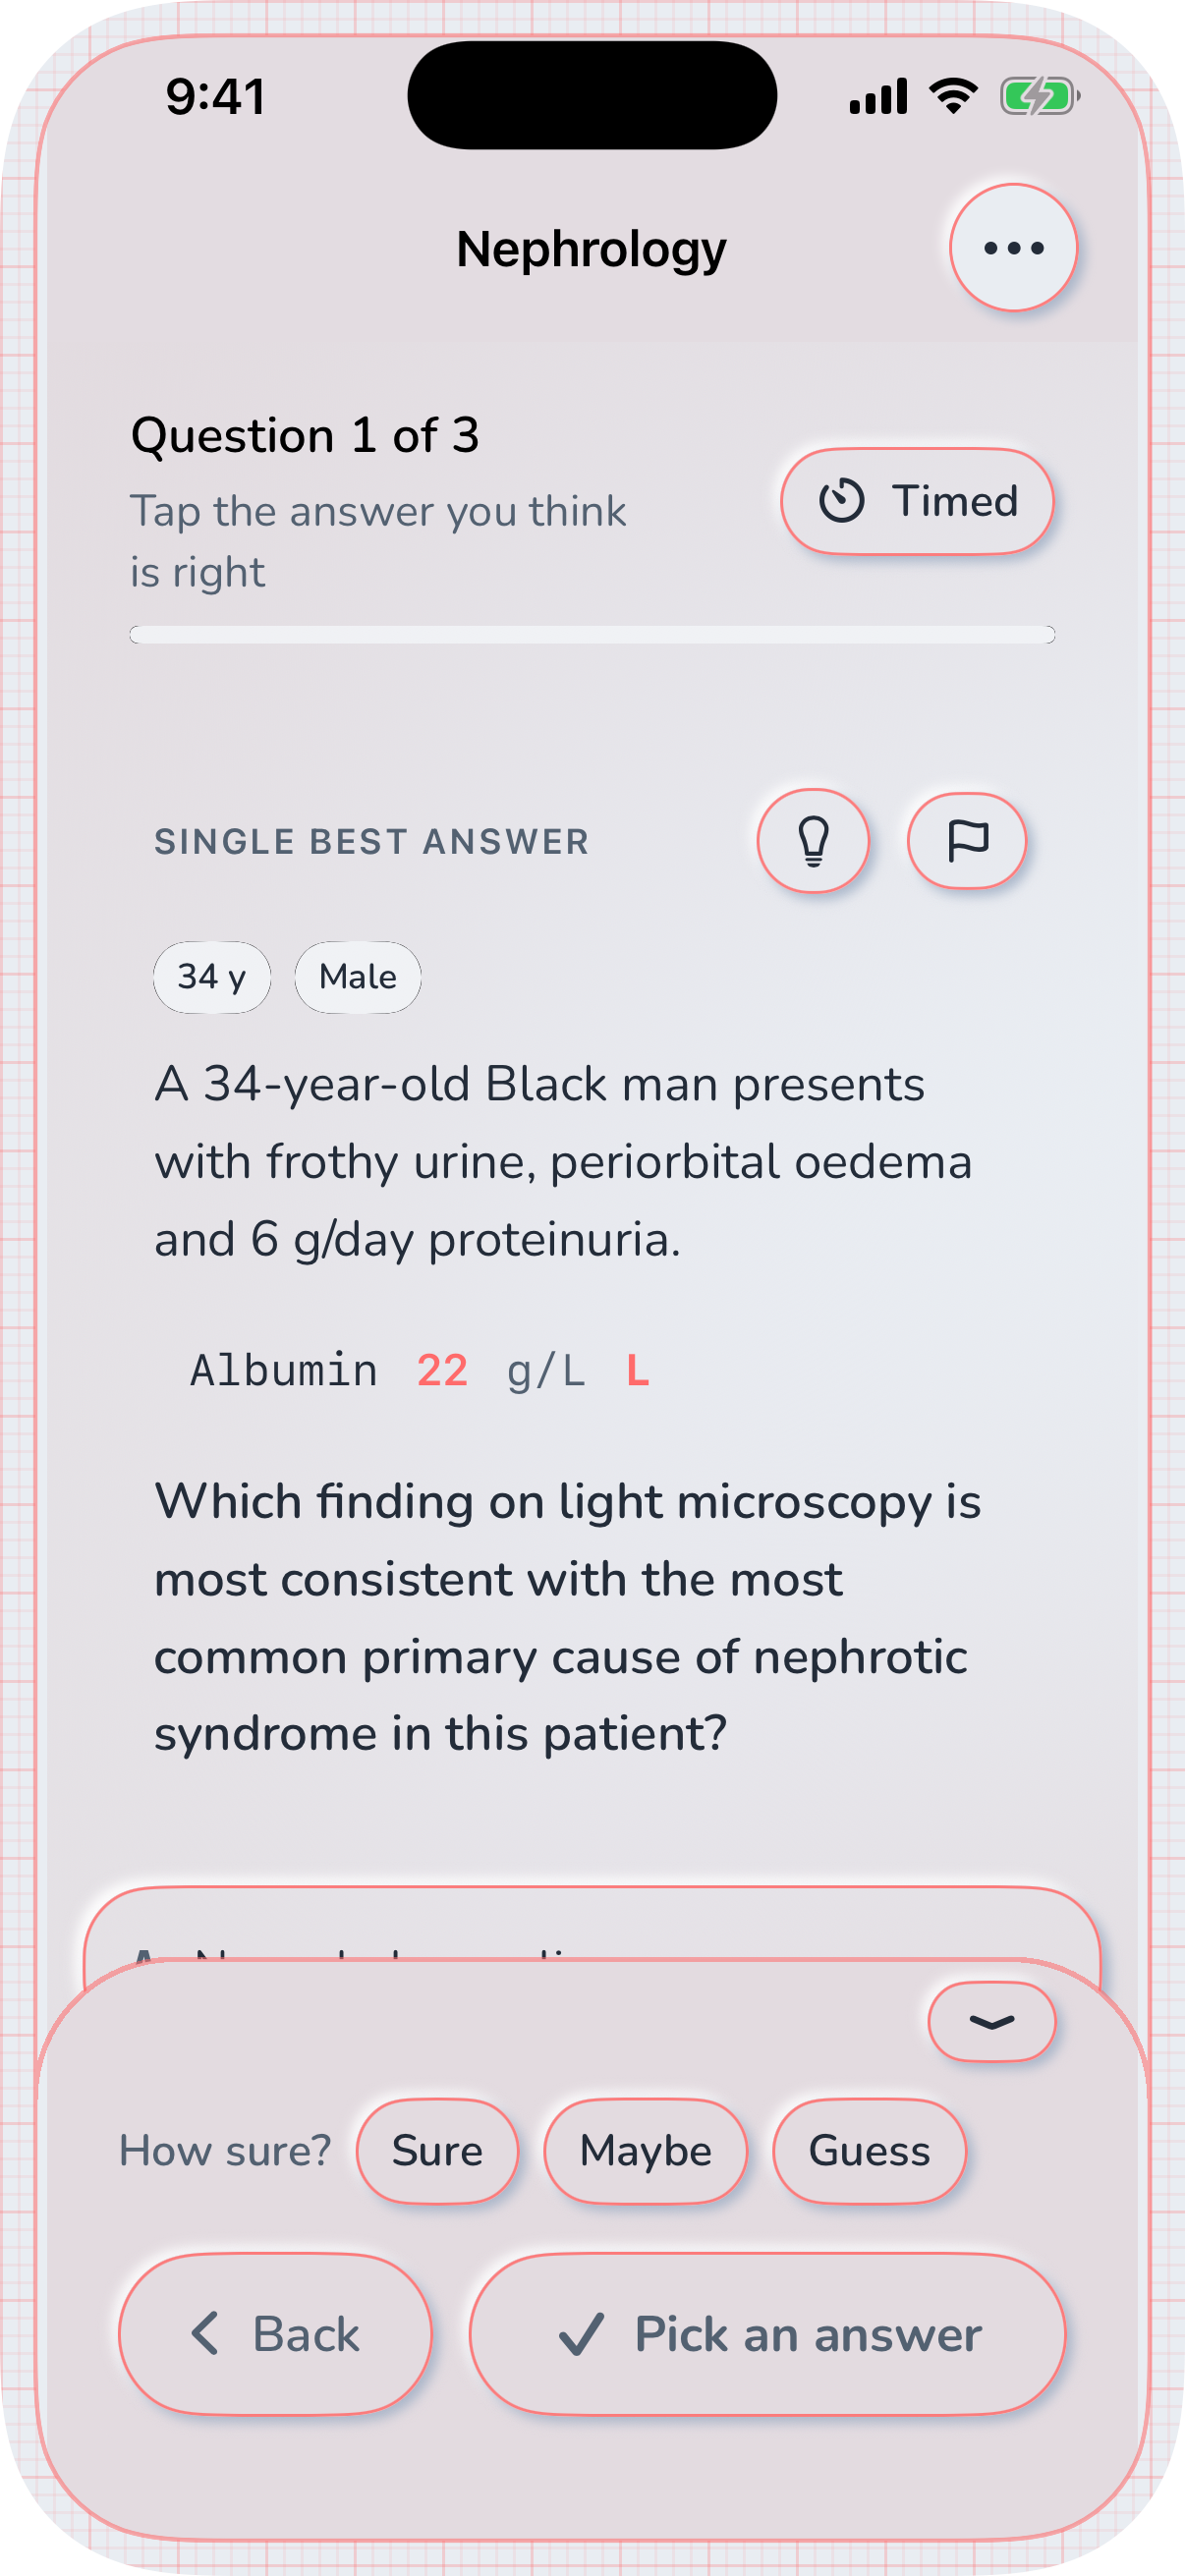 9:41
Nephrology
Question 1 of 3
Tap the answer you think
is right
Timed
SINGLE BEST ANSWER
34 y
Male
A 34-year-old Black man presents
with frothy urine, periorbital oedema
and 6 g/day proteinuria.
Albumin 22 g/L L
Which finding on light microscopy is
most consistent with the most
common primary cause of nephrotic
syndrome in this patient?
How sure?
Sure
Maybe
Guess
Back
Pick an answer